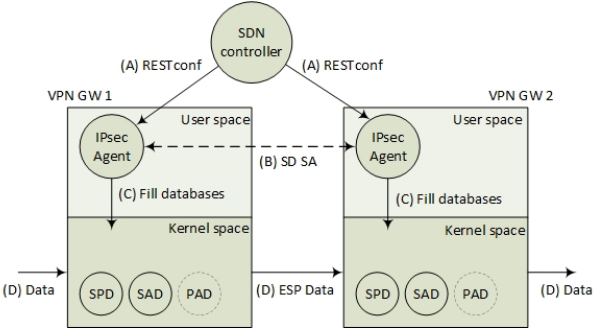 SDN
controller
(A) RESTconf
(A) RESTconf
VPN GW 1
VPN GW 2
User space
User space
IPsec
Agent
IPsec
Agent
(B) SD SA
(C) Fill databases
(C) Fill databases
Kernel space
Kernel space
(D) Data
SPD
SAD
PAD
(D) ESP Data
SPD
SAD
PAD
(D) Data